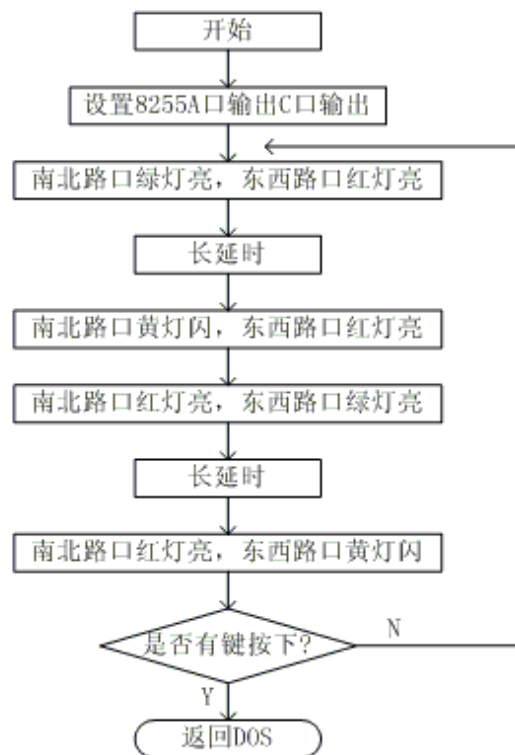 开始
设置8255A口输出C口输出
南北路口绿灯亮，东西路口红灯亮
长延时
南北路口黄灯闪，东西路口红灯亮
南北路口红灯亮，东西路口绿灯亮
长延时
南北路口红灯亮，东西路口黄灯闪
是否有键按下?
N
Y
返回DOS